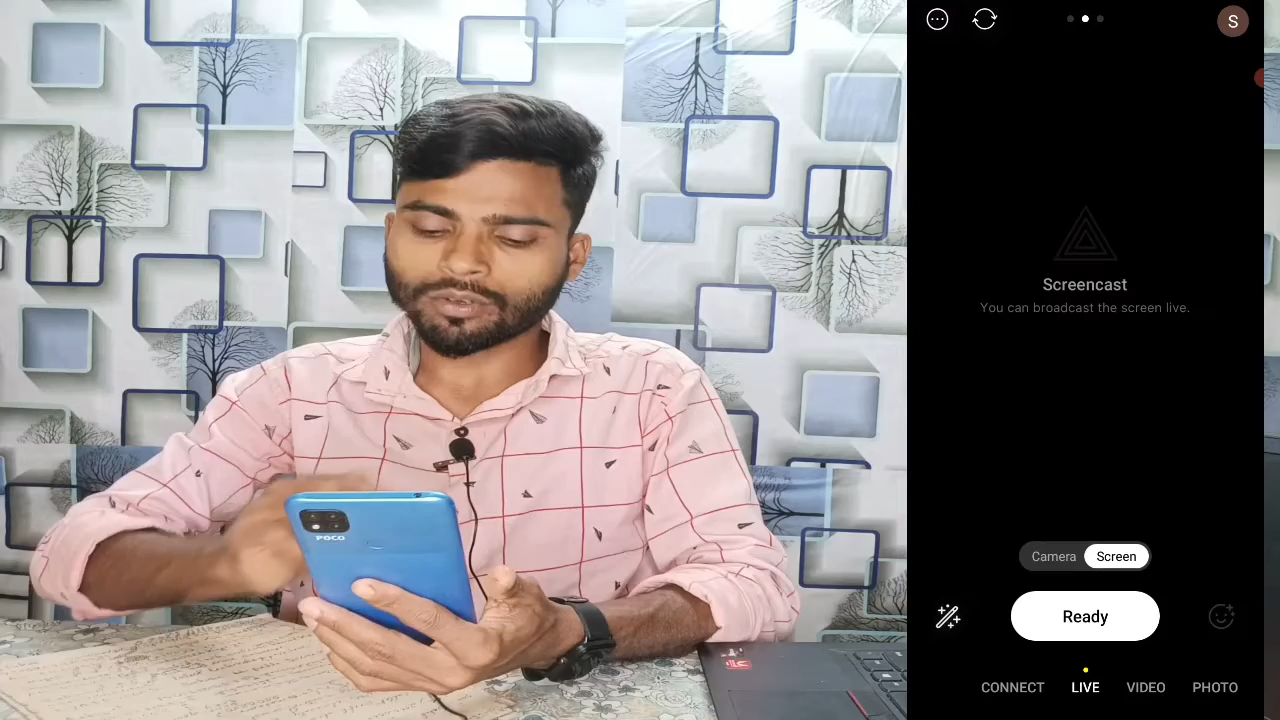 POCO
S
Screencast
You can broadcast the screen live.
Camera Screen
Ready
CONNECT LIVE VIDEO PHOTO